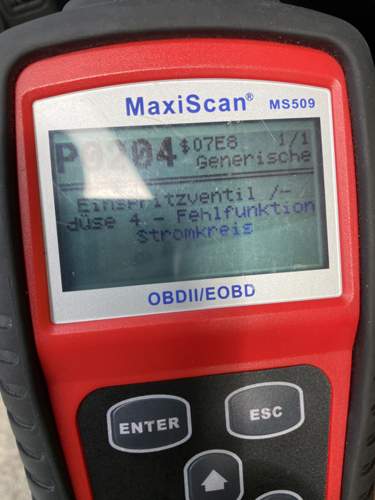 MaxiScan® MS509
P0204 $07E8 1/1
Generische
Einspritzventil /-
düse 4 - Fehlfunktion
Stromkreis
OBDII/EOBD
ENTER ESC